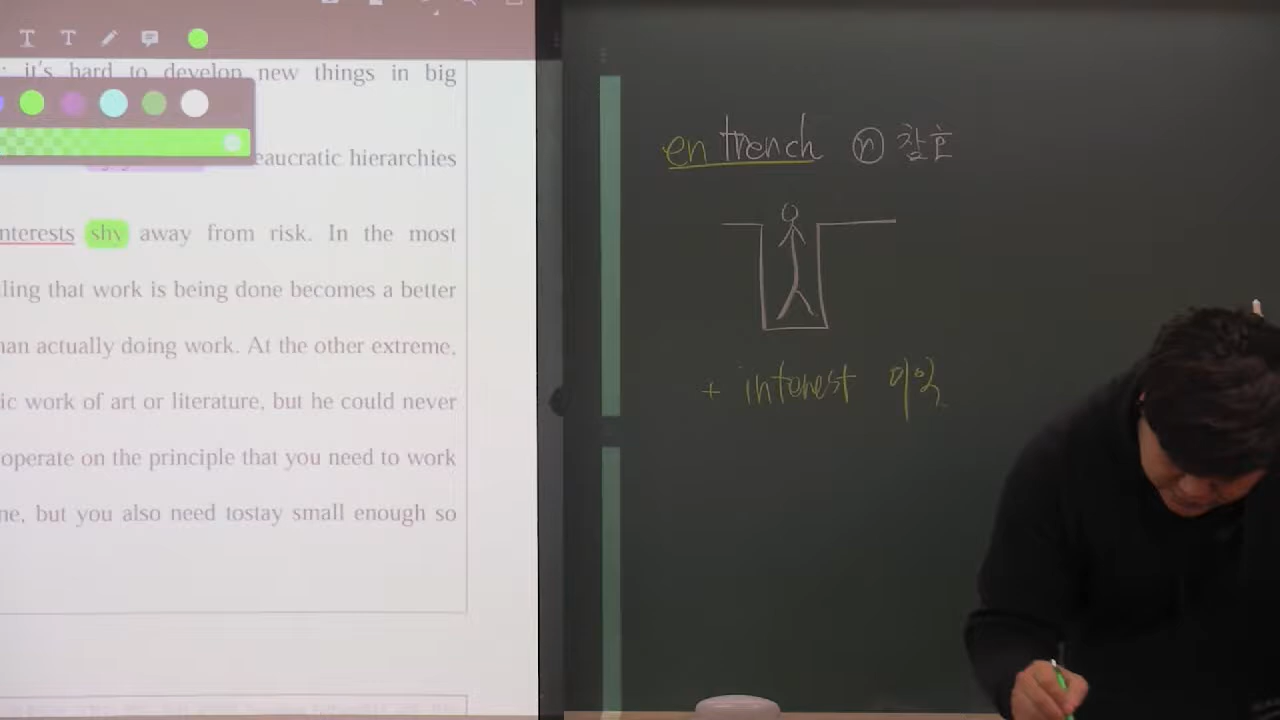 : it's hard to develop new things in big
eaucratic hierarchies
nterests shy away from risk. In the most
ling that work is being done becomes a better
han actually doing work. At the other extreme,
ic work of art or literature, but he could never
operate on the principle that you need to work
ne, but you also need tostay small enough so
entrench ⓝ 참호
+ interest 이익